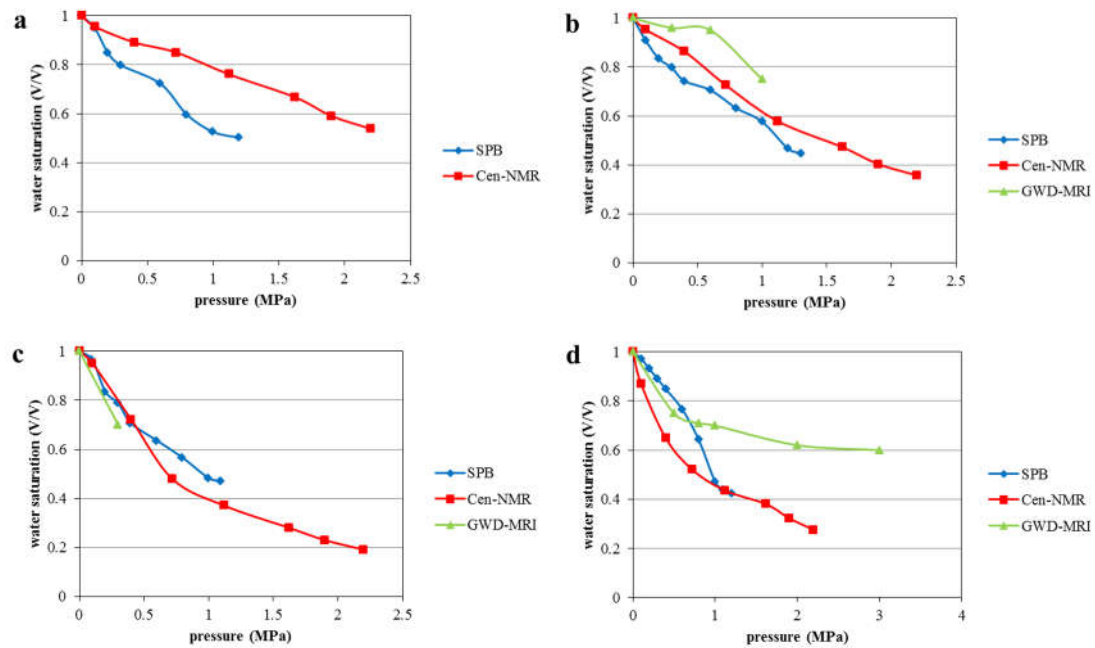 a
1
0.8
0.6
0.4
0.2
0
water saturation (V/V)
0 0.5 1 1.5 2 2.5
pressure (MPa)
SPB
Cen-NMR
b
1
0.8
0.6
0.4
0.2
0
water saturation (V/V)
0 0.5 1 1.5 2 2.5
pressure (MPa)
SPB
Cen-NMR
GWD-MRI
c
1
0.8
0.6
0.4
0.2
0
water saturation (V/V)
0 0.5 1 1.5 2 2.5
pressure (MPa)
SPB
Cen-NMR
GWD-MRI
d
1
0.8
0.6
0.4
0.2
0
water saturation (V/V)
0 1 2 3 4
pressure (MPa)
SPB
Cen-NMR
GWD-MRI